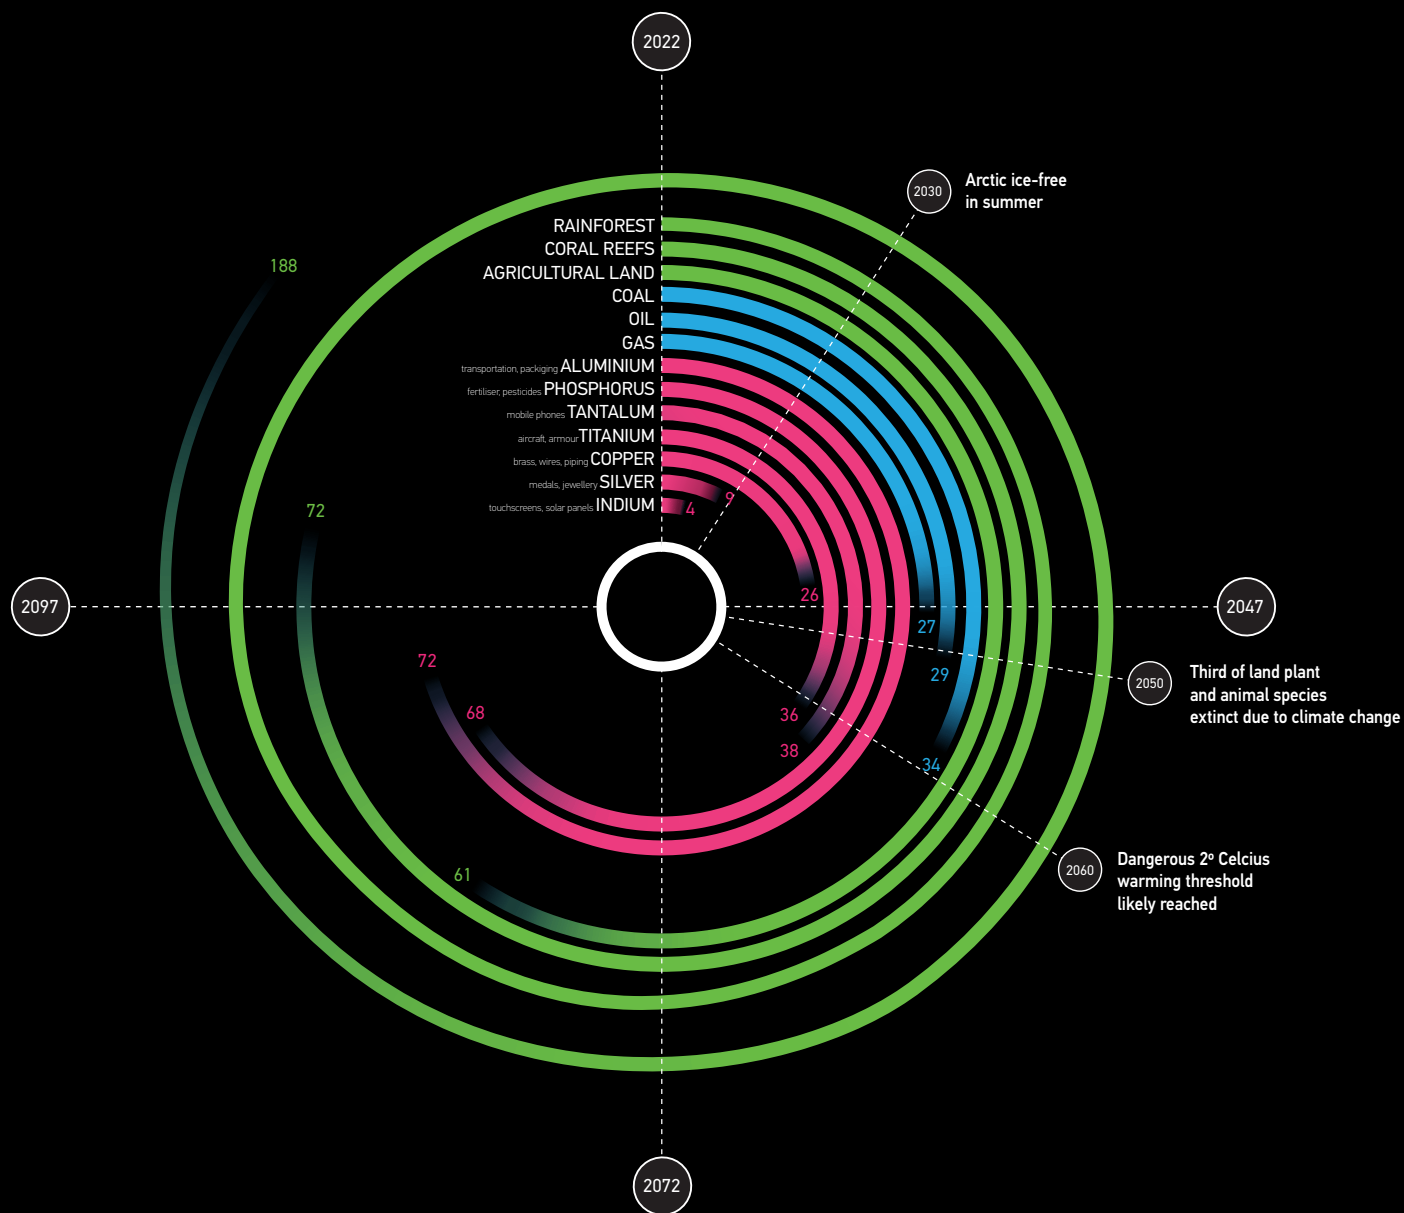 2022
2030
Arctic ice-free
in summer
RAINFOREST
CORAL REEFS
188
AGRICULTURAL LAND
COAL
OIL
GAS
transportation, packiging ALUMINIUM
fertiliser, pesticides PHOSPHORUS
mobile phones TANTALUM
aircraft, armour TITANIUM
brass, wires, piping COPPER
medals, jewellery SILVER
9
touchscreens, solar panels INDIUM
4
72
26
2097
2047
27
72
29
2050
Third of land plant
and animal species
extinct due to climate change
68
36
38
34
61
2060
Dangerous 2º Celcius
warming threshold
likely reached
2072